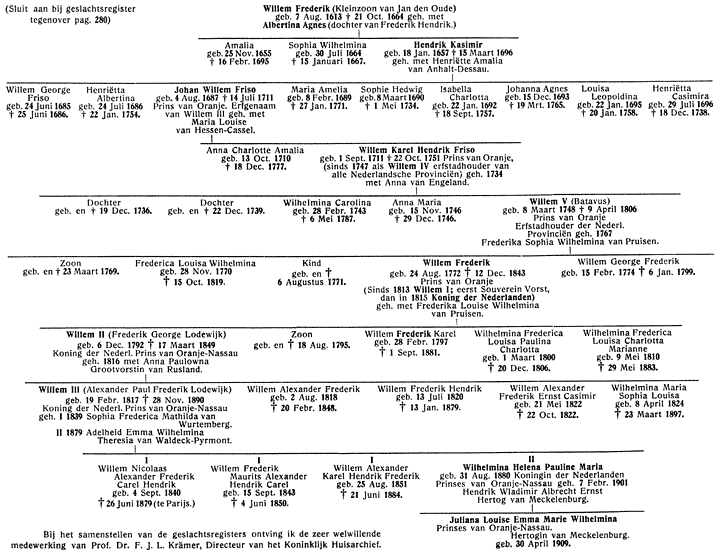 (Sluit aan bij geslachtsregister
tegenover pag. 280)
Willem Frederik (Kleinzoon van Jan den Oude)
geb. 7 Aug. 1613 † 21 Oct. 1664 geh. met
Albertina Agnes (dochter van Frederik Hendrik.)
Amalia
geb. 25 Nov. 1655
† 16 Febr. 1695
Sophia Wilhelmina
geb. 30 Juli 1664
† 15 Januari 1667.
Hendrik Kasimir
geb. 18 Jan. 1657 † 15 Maart 1696
geh. met Henriëtte Amalia
van Anhalt-Dessau.
Willem George
Friso
geb. 24 Juni 1685
† 25 Juni 1686.
Henriëtta
Albertina
geb. 24 Juli 1686
† 22 Jan. 1754.
Johan Willem Friso
geb. 4 Aug. 1687 † 14 Juli 1711
Prins van Oranje. Erfgenaam
van Willem III geh. met
Maria Louise
van Hessen-Cassel.
Maria Amelia
geb. 8 Febr. 1689
† 27 Jan. 1771.
Sophie Hedwig
geb. 8 Maart 1690
† 1 Mei 1734.
Isabella
Charlotta
geb. 22 Jan. 1692
† 18 Sept. 1757.
Johanna Agnes
geb. 15 Dec. 1693
† 19 Mrt. 1765.
Louisa
Leopoldina
geb. 22 Jan. 1695
† 20 Jan. 1758.
Henriëtta
Casimira
geb. 29 Juli 1696
† 18 Dec. 1738.
Anna Charlotte Amalia
geb. 13 Oct. 1710
† 18 Dec. 1777.
Willem Karel Hendrik Friso
geb. 1 Sept. 1711 † 22 Oct. 1751 Prins van Oranje,
(sinds 1747 als Willem IV erfstadhouder van
alle Nederlandsche Provinciën) geh. 1734
met Anna van Engeland.
Dochter
geb. en † 19 Dec. 1736.
Dochter
geb. en † 22 Dec. 1739.
Wilhelmina Carolina
geb. 28 Febr. 1743
† 6 Mei 1787.
Anna Maria
geb. 15 Nov. 1746
† 29 Dec. 1746.
Willem V (Batavus)
geb. 8 Maart 1748 † 9 April 1806
Prins van Oranje
Erfstadhouder der Nederl.
Provinciën geh. 1767
Frederika Sophia Wilhelmina van Pruisen.
Zoon
geb. en † 23 Maart 1769.
Frederica Louisa Wilhelmina
geb. 28 Nov. 1770
† 15 Oct. 1819.
Kind
geb. en †
6 Augustus 1771.
Willem Frederik
geb. 24 Aug. 1772 † 12 Dec. 1843
Prins van Oranje
(Sinds 1813 Willem I; eerst Souverein Vorst,
dan in 1815 Koning der Nederlanden)
geh. met Frederika Louise Wilhelmina
van Pruisen.
Willem George Frederik
geb. 15 Febr. 1774 † 6 Jan. 1799.
Willem II (Frederik George Lodewijk)
geb. 6 Dec. 1792 † 17 Maart 1849
Koning der Nederl. Prins van Oranje-Nassau
geh. 1816 met Anna Paulowna
Grootvorstin van Rusland.
Zoon
geb. en † 18 Aug. 1795.
Willem Frederik Karel
geb. 28 Febr. 1797
† 1 Sept. 1881.
Wilhelmina Frederica
Louisa Paulina
Charlotta
geb. 1 Maart 1800
† 20 Dec. 1806.
Wilhelmina Frederica
Louisa Charlotta
Marianne
geb. 9 Mei 1810
† 29 Mei 1883.
Willem III (Alexander Paul Frederik Lodewijk)
geb. 19 Febr. 1817 † 28 Nov. 1890
Koning der Nederl. Prins van Oranje-Nassau
geh. I 1839 Sophia Frederica Mathilda van
Wurtemberg.
II 1879 Adelheid Emma Wilhelmina
Theresia van Waldeck-Pyrmont.
Willem Alexander Frederik
geb. 2 Aug. 1818
† 20 Febr. 1848.
Willem Frederik Hendrik
geb. 13 Juli 1820
† 13 Jan. 1879.
Willem Alexander
Frederik Ernst Casimir
geb. 21 Mei 1822
† 22 Oct. 1822.
Wilhelmina Maria
Sophia Louisa
geb. 8 April 1824
† 23 Maart 1897.
I
Willem Nicolaas
Alexander Frederik
Carel Hendrik
geb. 4 Sept. 1840
† 26 Juni 1879 (te Parijs.)
I
Willem Frederik
Maurits Alexander
Hendrik Carel
geb. 15 Sept. 1843
† 4 Juni 1850.
I
Willem Alexander
Karel Hendrik Frederik
geb. 25 Aug. 1851
† 21 Juni 1884.
II
Wilhelmina Helena Pauline Maria
geb. 31 Aug. 1880 Koningin der Nederlanden
Prinses van Oranje-Nassau geh. 7 Febr. 1901
Hendrik Wladimir Albrecht Ernst
Hertog van Mecklenburg.
Juliana Louise Emma Marie Wilhelmina
Prinses van Oranje-Nassau.
Hertogin van Mecklenburg.
geb. 30 April 1909.
Bij het samenstellen van de geslachtsregisters ontving ik de zeer welwillende
medewerking van Prof. Dr. F. J. L. Krämer, Directeur van het Koninklijk Huisarchief.